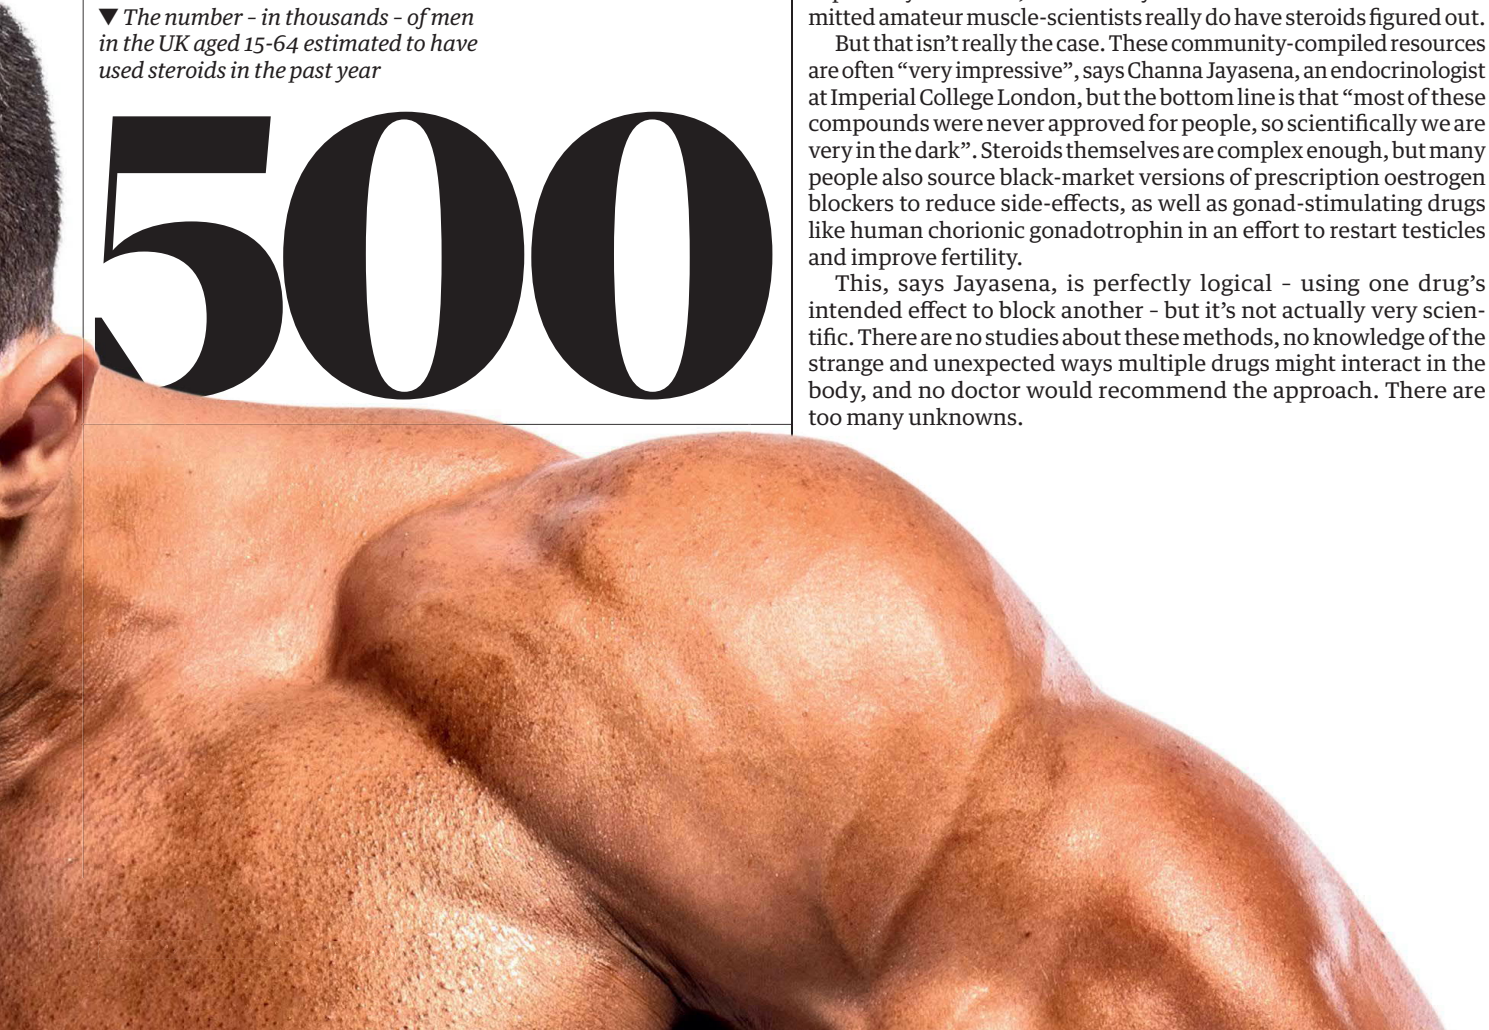 ▼ The number – in thousands – of men
in the UK aged 15-64 estimated to have
used steroids in the past year
500
mitted amateur muscle-scientists really do have steroids figured out.
But that isn’t really the case. These community-compiled resources
are often “very impressive”, says Channa Jayasena, an endocrinologist
at Imperial College London, but the bottom line is that “most of these
compounds were never approved for people, so scientifically we are
very in the dark”. Steroids themselves are complex enough, but many
people also source black-market versions of prescription oestrogen
blockers to reduce side-effects, as well as gonad-stimulating drugs
like human chorionic gonadotrophin in an effort to restart testicles
and improve fertility.
This, says Jayasena, is perfectly logical – using one drug’s
intended effect to block another – but it’s not actually very scien-
tific. There are no studies about these methods, no knowledge of the
strange and unexpected ways multiple drugs might interact in the
body, and no doctor would recommend the approach. There are
too many unknowns.